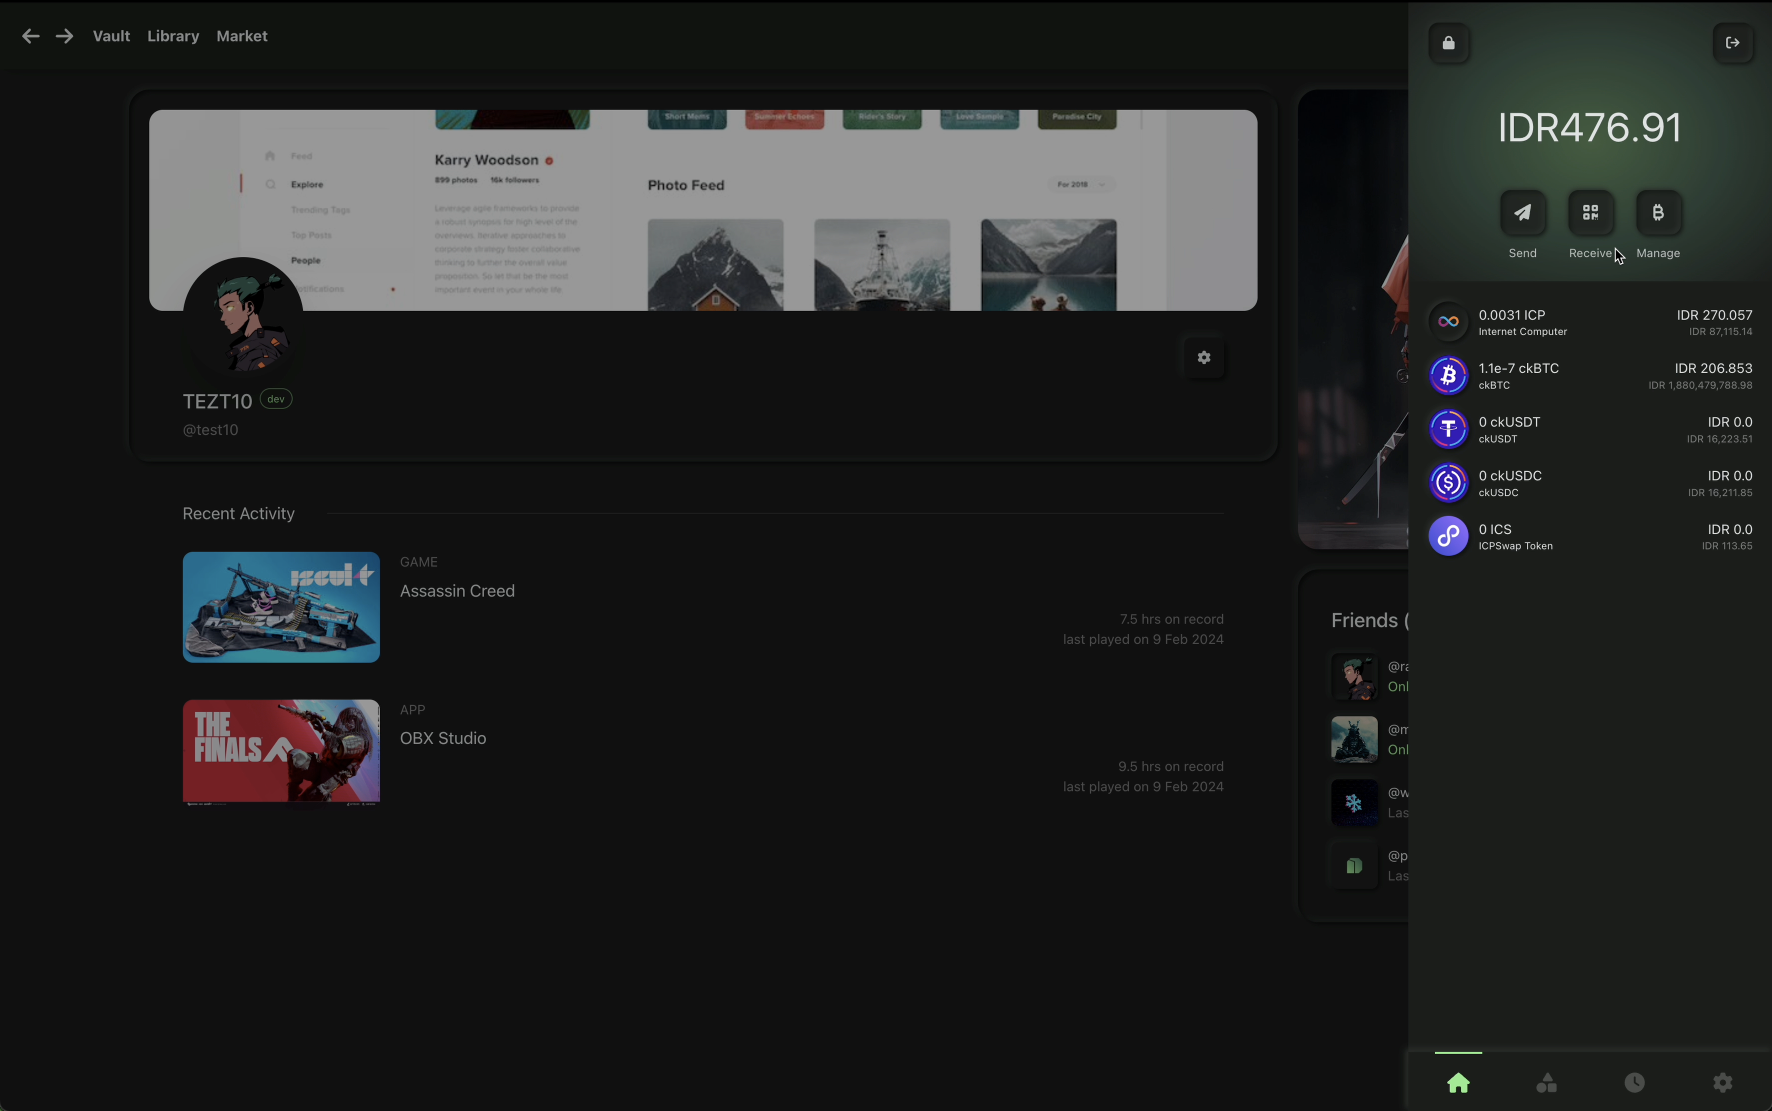 Vault Library Market
Short Mems Summer Echoes Rider's Story Love Sample Paradise City
Feed
Explore
Trending Tags
Top Posts
People
Karry Woodson
899 photos 16k followers
Leverage agile frameworks to provide
a robust synopsis for high level of the
overviews. Iterative approaches to
corporate strategy foster collaborative
thinking to further the overall value
proposition. So let that be the most
important event in your whole life
Photo Feed
For 2018
TEZT10 dev
@test10
Recent Activity
GAME
Assassin Creed
7.5 hrs on record
last played on 9 Feb 2024
THE
FINALS
APP
OBX Studio
9.5 hrs on record
last played on 9 Feb 2024
Friends (
@ra
Onl
@m
Onl
@w
Las
@p
Las
IDR476.91
Send Receive Manage
0.0031 ICP IDR 270.057
Internet Computer IDR 87,115.14
1.1e-7 ckBTC IDR 206.853
ckBTC IDR 1,880,479,788.98
0 ckUSDT IDR 0.0
ckUSDT IDR 16,223.51
0 ckUSDC IDR 0.0
ckUSDC IDR 16,211.85
0 ICS IDR 0.0
ICPSwap Token IDR 113.65